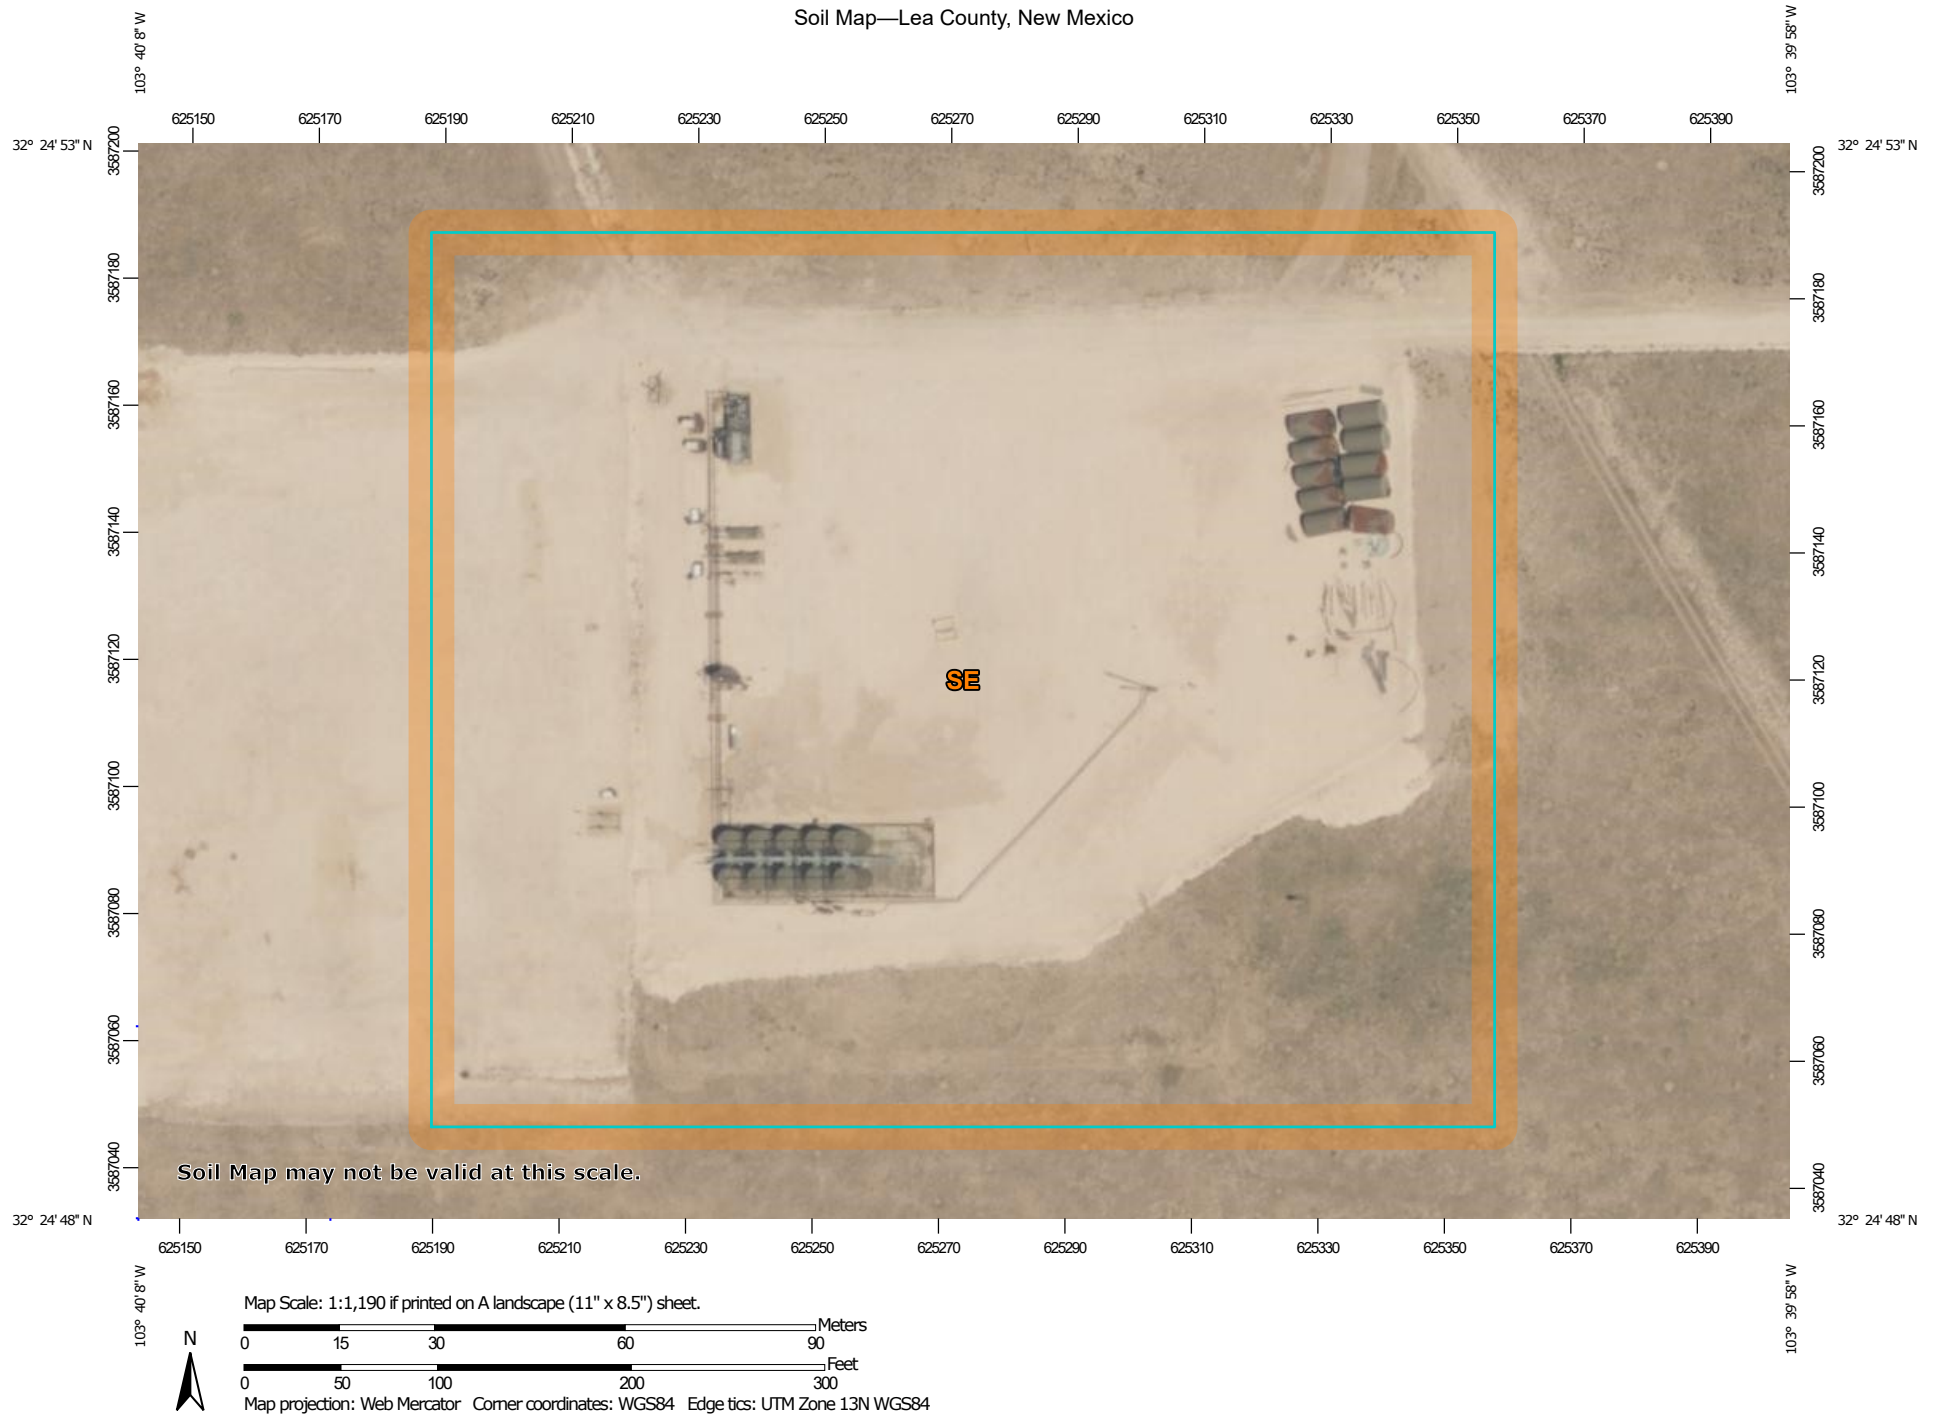 Soil Map—Lea County, New Mexico
103° 40' 8'' W
103° 39' 58'' W
625150 625170 625190 625210 625230 625250 625270 625290 625310 625330 625350 625370 625390
32° 24' 53'' N
32° 24' 53'' N
3587200
3587180
3587160
3587140
3587120
3587100
3587080
3587060
3587040
3587200
3587180
3587160
3587140
3587120
3587100
3587080
3587060
3587040
SE
Soil Map may not be valid at this scale.
32° 24' 48'' N
32° 24' 48'' N
625150 625170 625190 625210 625230 625250 625270 625290 625310 625330 625350 625370 625390
103° 40' 8'' W
103° 39' 58'' W
Map Scale: 1:1,190 if printed on A landscape (11" x 8.5") sheet.
Meters
0 15 30 60 90
Feet
0 50 100 200 300
N
Map projection: Web Mercator Corner coordinates: WGS84 Edge tics: UTM Zone 13N WGS84